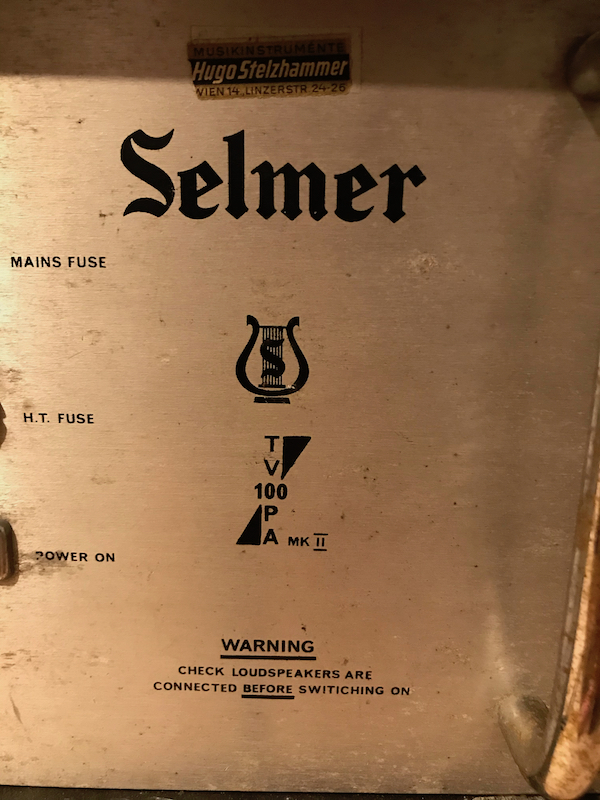 MUSIKINSTRUMENTE
Hugo Stelzhammer
WIEN 14., LINZERSTR 24-26
Selmer
MAINS FUSE
S
H.T. FUSE
T
V
100
P
A MK II
POWER ON
WARNING
CHECK LOUDSPEAKERS ARE
CONNECTED BEFORE SWITICHING ON